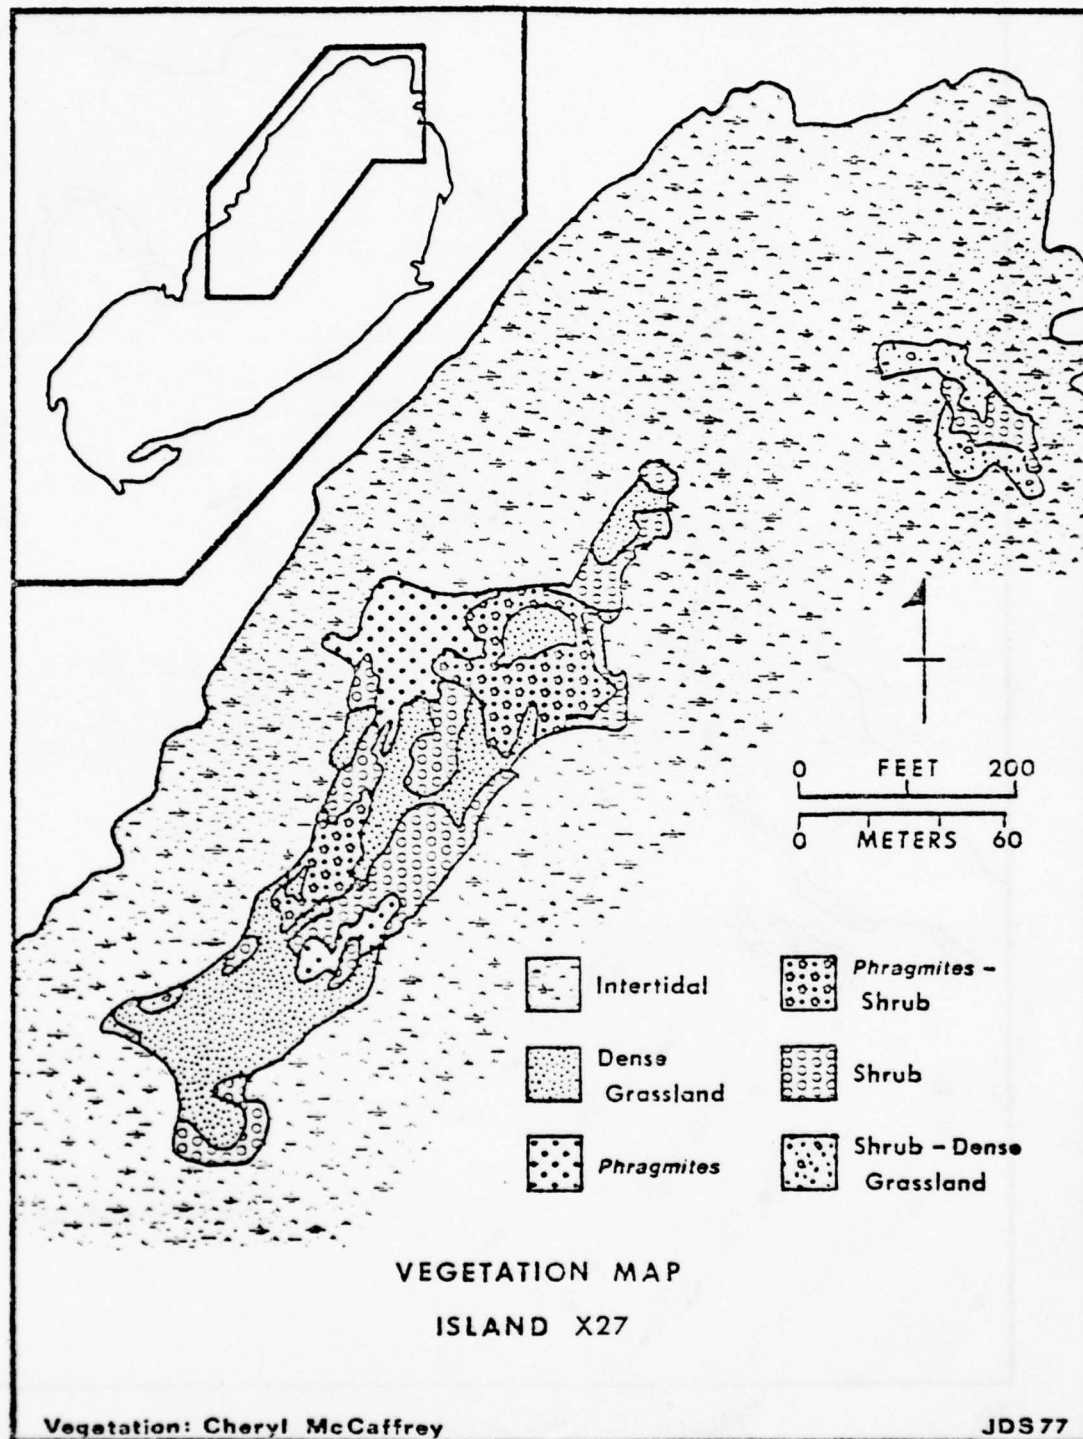 0 FEET 200
0 METERS 60
Intertidal
Dense
Grassland
Phragmites
Phragmites –
Shrub
Shrub
Shrub – Dense
Grassland
VEGETATION MAP
ISLAND X27
Vegetation: Cheryl McCaffrey
JDS77